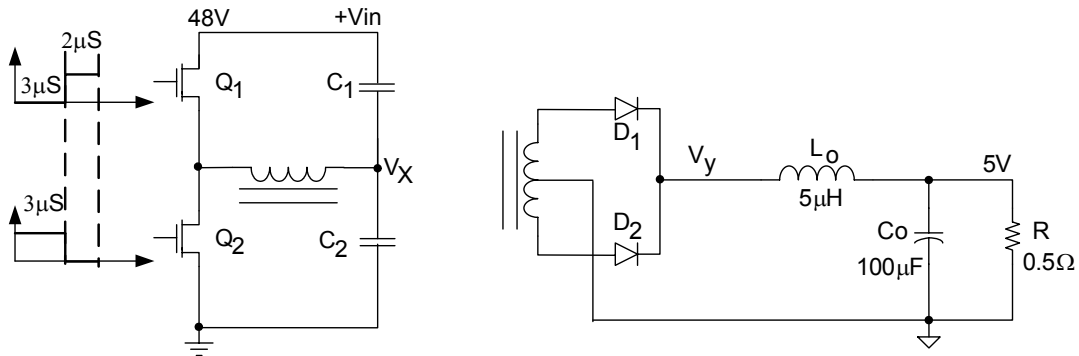 48V
+Vin
2μS
3μS
Q1
C1
3μS
Q2
VX
C2
D1
Vy
Lo
5μH
5V
D2
Co
100μF
R
0.5Ω